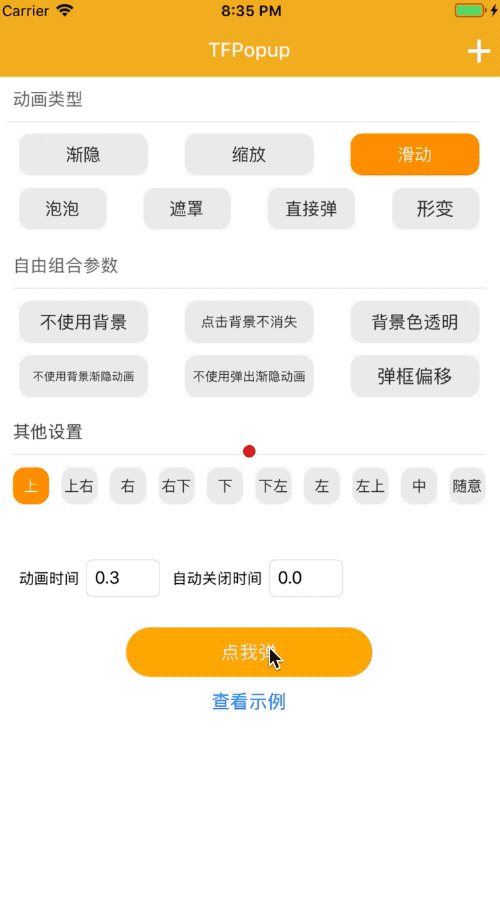 Carrier 8:35 PM
TFPopup
动画类型
渐隐 缩放 滑动
泡泡 遮罩 直接弹 形变
自由组合参数
不使用背景 点击背景不消失 背景色透明
不使用背景渐隐动画 不使用弹出渐隐动画 弹框偏移
其他设置
上 上右 右 右下 下 下左 左 左上 中 随意
动画时间 0.3 自动关闭时间 0.0
点我弹
查看示例